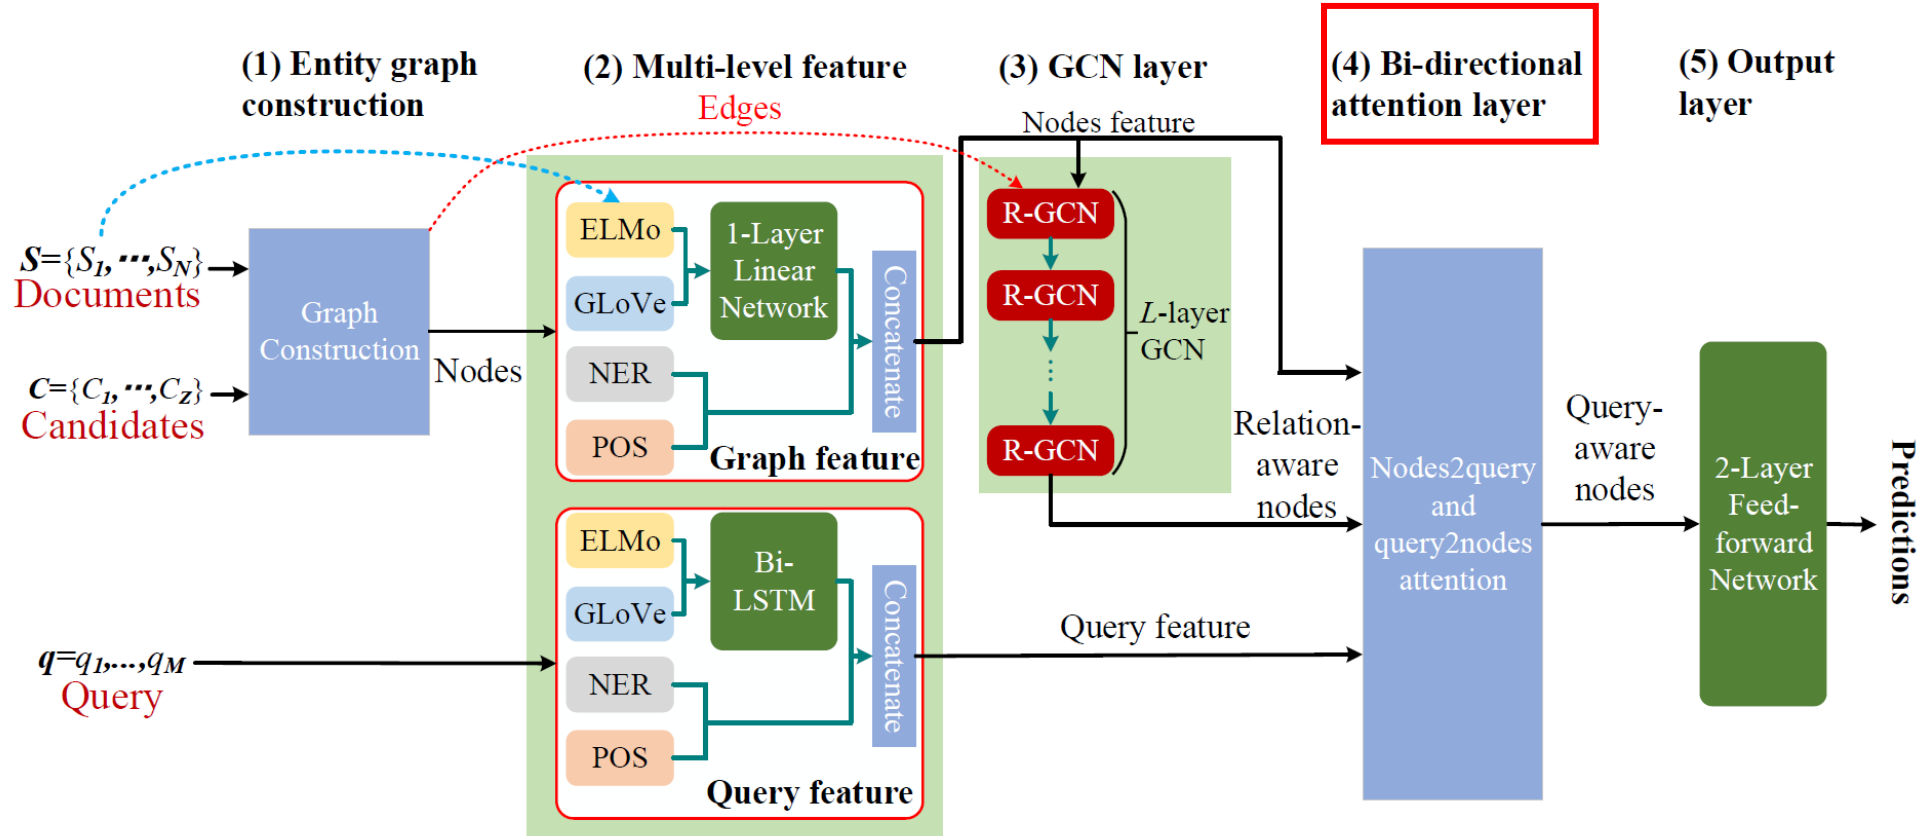 (1) Entity graph
construction
(2) Multi-level feature
(3) GCN layer
(4) Bi-directional
attention layer
(5) Output
layer
Edges
Nodes feature
S={S1,⋯,SN}
Documents
C={C1,⋯,CZ}
Candidates
Graph
Construction
Nodes
ELMo
GLoVe
NER
POS
1-Layer
Linear
Network
Concatenate
Graph feature
R-GCN
R-GCN
R-GCN
L-layer
GCN
Relation-
aware
nodes
q=q1,...,qM
Query
ELMo
GLoVe
NER
POS
Bi-
LSTM
Concatenate
Query feature
Query feature
Nodes2query
and
query2nodes
attention
Query-
aware
nodes
2-Layer
Feed-
forward
Network
Predictions